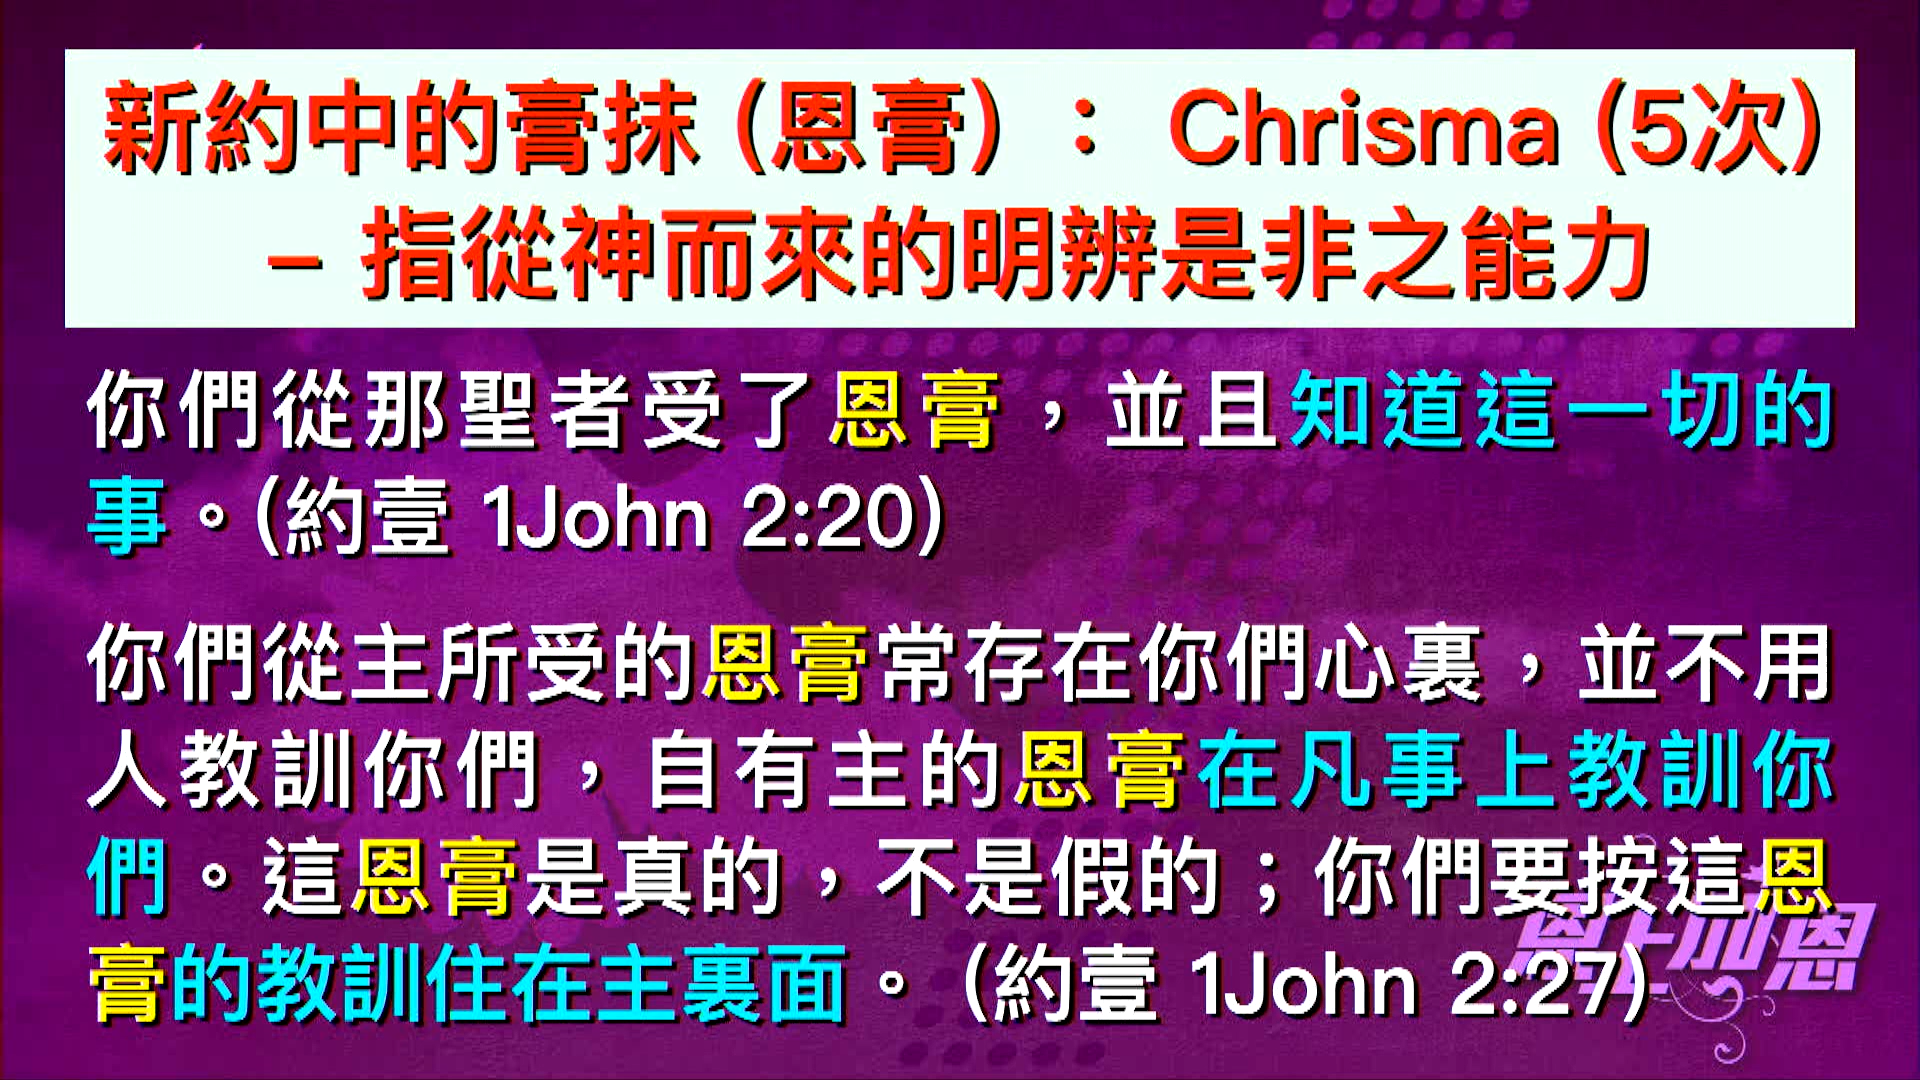 新約中的膏抹 (恩膏) ： Chrisma (5次)
– 指從神而來的明辨是非之能力
你們從那聖者受了恩膏，並且知道這一切的
事。(約壹 1John 2:20)
你們從主所受的恩膏常存在你們心裏，並不用
人教訓你們，自有主的恩膏在凡事上教訓你
們。這恩膏是真的，不是假的；你們要按這恩
膏的教訓住在主裏面。 (約壹 1John 2:27)
恩上加恩